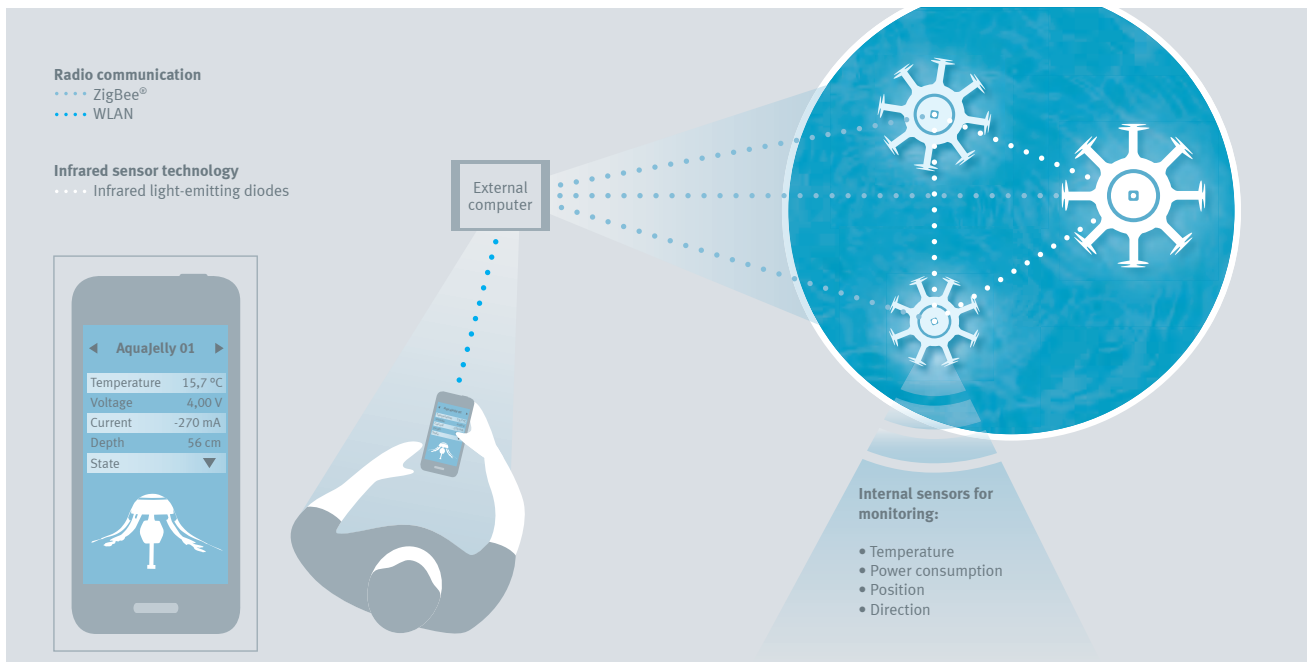 Radio communication
ZigBee®
WLAN
Infrared sensor technology
Infrared light-emitting diodes
External
computer
AquaJelly 01
Temperature 15,7 °C
Voltage 4,00 V
Current -270 mA
Depth 56 cm
State
Internal sensors for
monitoring:
• Temperature
• Power consumption
• Position
• Direction